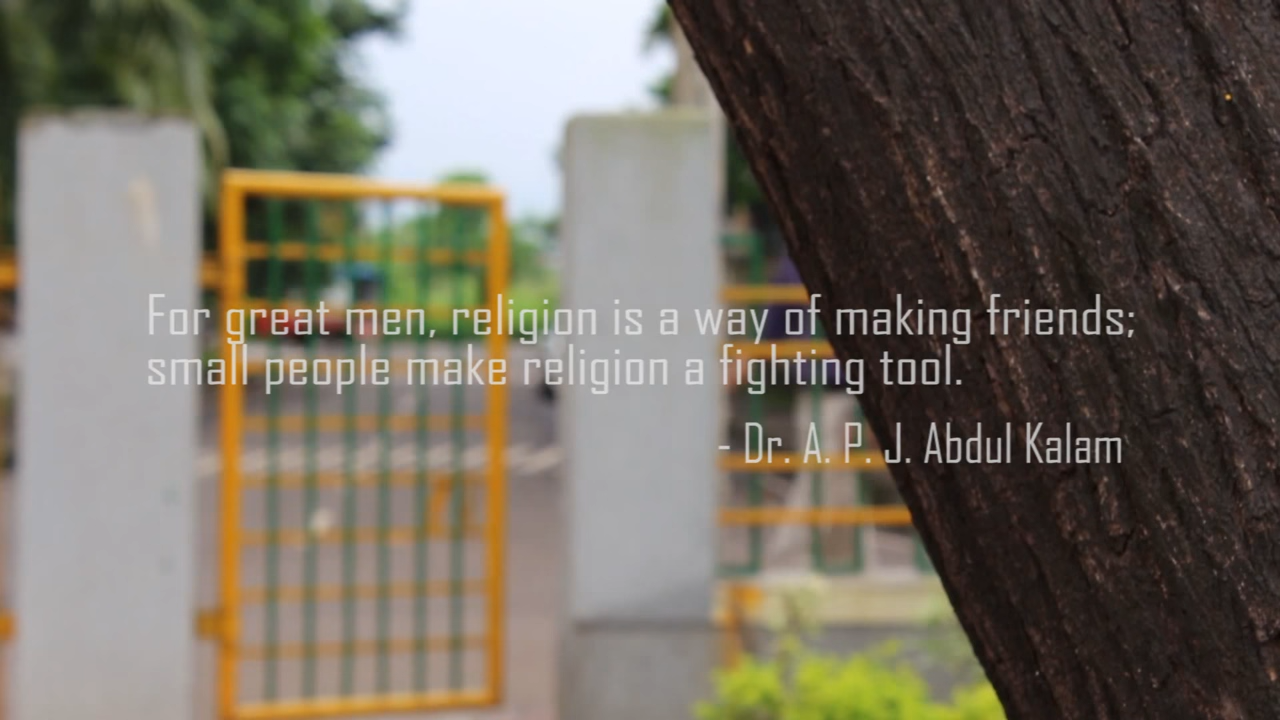 For great men, religion is a way of making friends;
small people make religion a fighting tool.
- Dr. A. P. J. Abdul Kalam